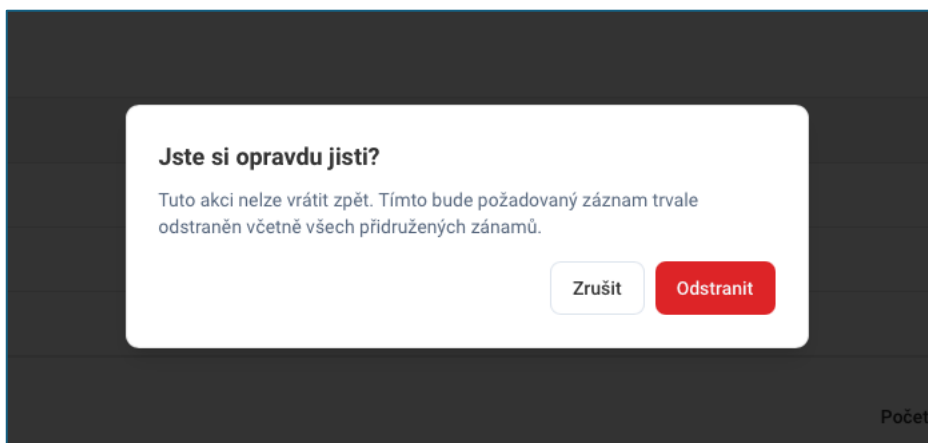 Jste si opravdu jisti?
Tuto akci nelze vrátit zpět. Tímto bude požadovaný záznam trvale
odstraněn včetně všech přidružených zánamů.
Zrušit
Odstranit
Počet